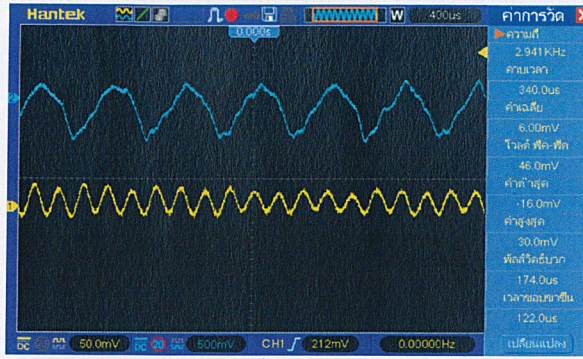 Hantek
W
400us
ค่าการวัด
0.000s
ความถี่
2.941KHz
คาบเวลา
340.0us
ค่าเฉลี่ย
6.00mV
โวลต์ พีค-พีค
46.0mV
ค่าต่ำสุด
-16.0mV
ค่าสูงสุด
30.0mV
พัลส์วิดธ์บวก
174.0us
เวลาขอบขาขึ้น
122.0us
2
1
DC
50.0mV
DC
20
500mV
CH1
212mV
0.00000Hz
เปลี่ยนแปลง